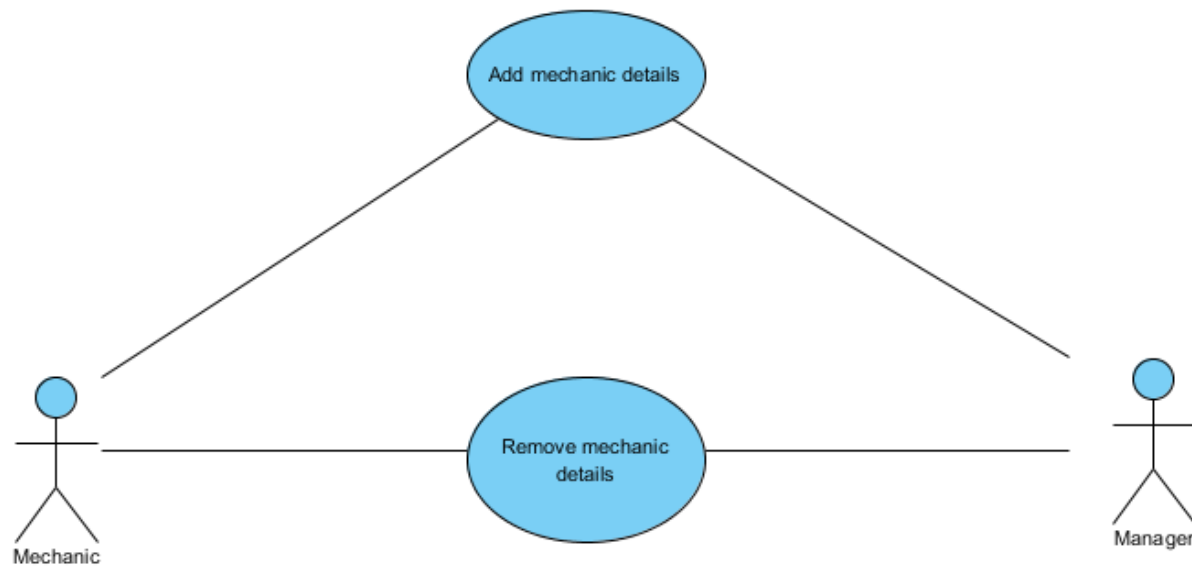 Add mechanic details
Remove mechanic
details
Mechanic
Manager